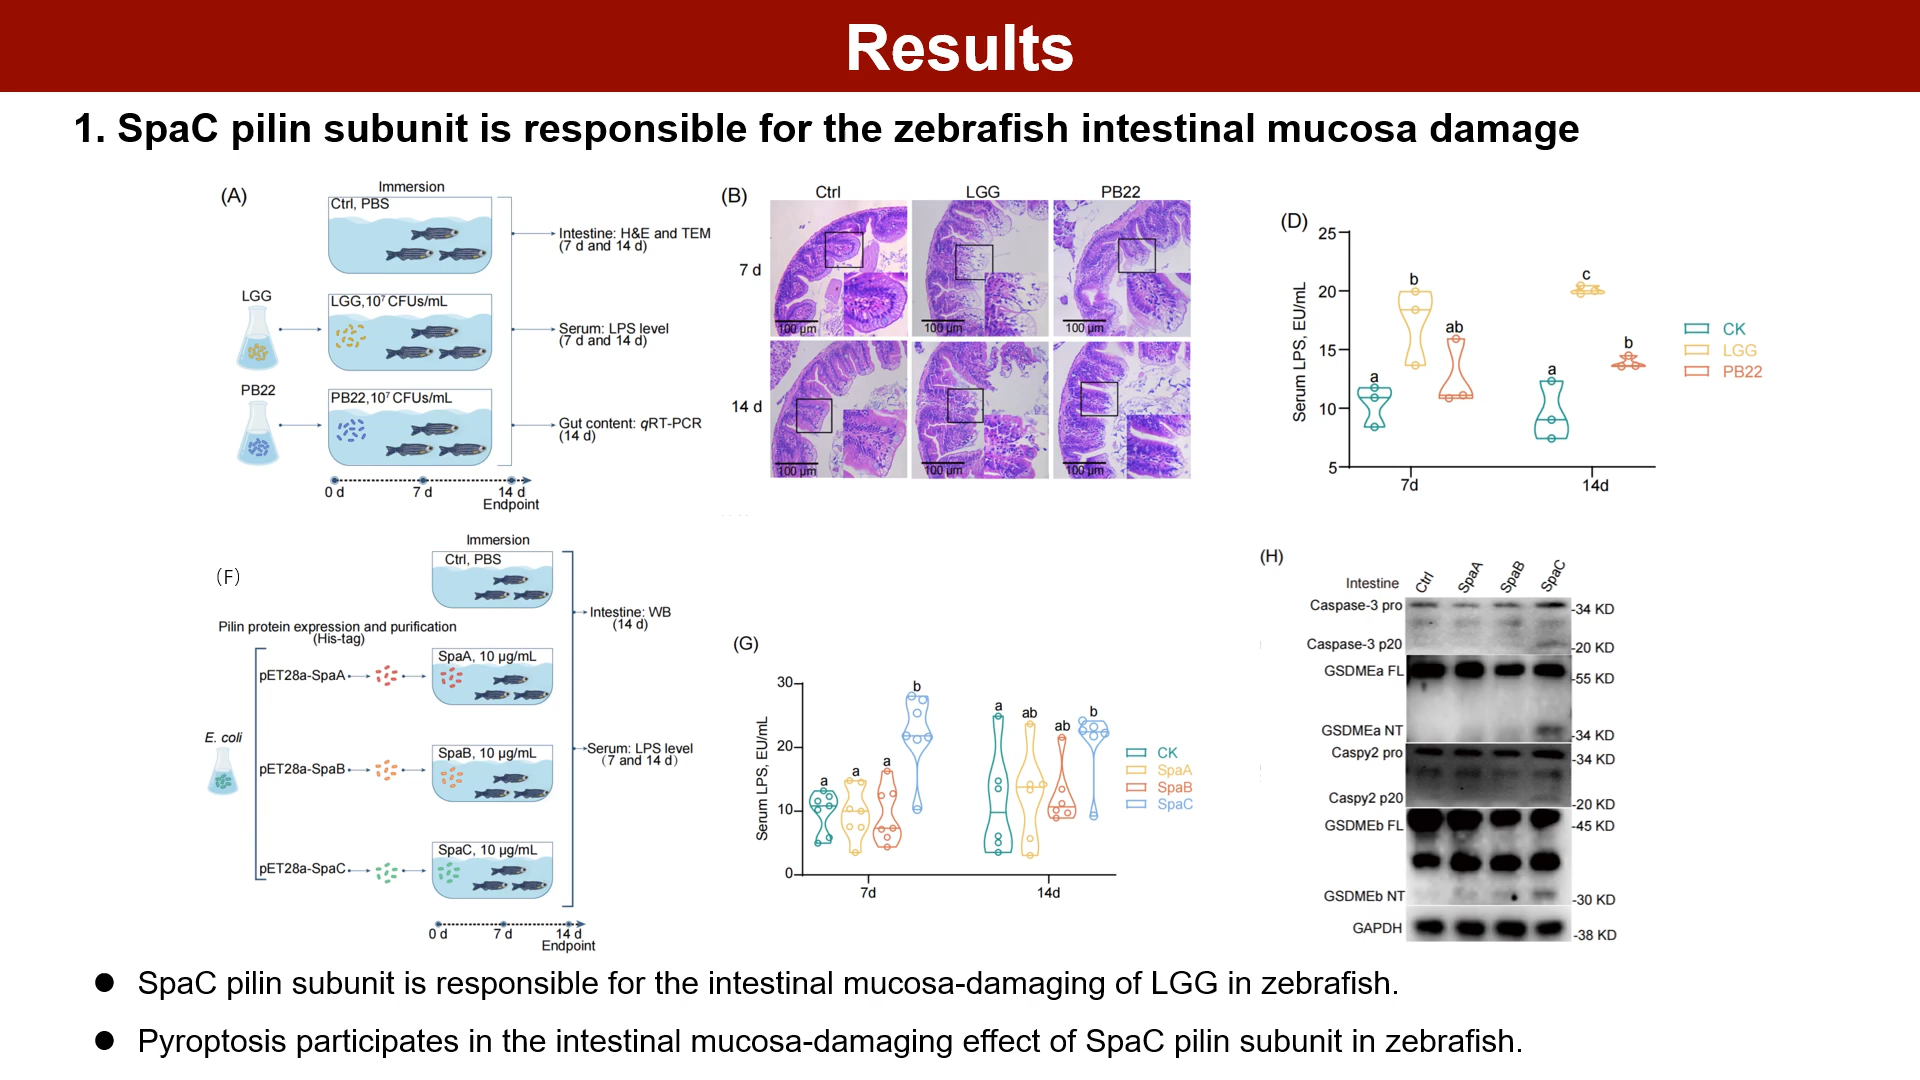 Results
1. SpaC pilin subunit is responsible for the zebrafish intestinal mucosa damage
(A)
Immersion
Ctrl, PBS
LGG
LGG,10⁷ CFUs/mL
PB22
PB22,10⁷ CFUs/mL
0 d
7 d
14 d
Endpoint
Intestine: H&E and TEM
(7 d and 14 d)
Serum: LPS level
(7 d and 14 d)
Gut content: qRT-PCR
(14 d)
(B)
Ctrl
LGG
PB22
7 d
100 μm
100 μm
100 μm
14 d
100 μm
100 μm
100 μm
(D)
Serum LPS, EU/mL
25
20
15
10
5
a
b
ab
a
c
b
7d
14d
CK
LGG
PB22
(F)
Immersion
Ctrl, PBS
Pilin protein expression and purification
(His-tag)
E. coli
pET28a-SpaA
SpaA, 10 μg/mL
pET28a-SpaB
SpaB, 10 μg/mL
pET28a-SpaC
SpaC, 10 μg/mL
0 d
7 d
14 d
Endpoint
Intestine: WB
(14 d)
Serum: LPS level
(7 and 14 d)
(G)
Serum LPS, EU/mL
30
20
10
0
a
a
a
b
a
ab
ab
b
7d
14d
CK
SpaA
SpaB
SpaC
(H)
Intestine
Ctrl
SpaA
SpaB
SpaC
Caspase-3 pro
-34 KD
Caspase-3 p20
-20 KD
GSDMEa FL
-55 KD
GSDMEa NT
-34 KD
Caspy2 pro
-34 KD
Caspy2 p20
-20 KD
GSDMEb FL
-45 KD
GSDMEb NT
-30 KD
GAPDH
-38 KD
● SpaC pilin subunit is responsible for the intestinal mucosa-damaging of LGG in zebrafish.
● Pyroptosis participates in the intestinal mucosa-damaging effect of SpaC pilin subunit in zebrafish.